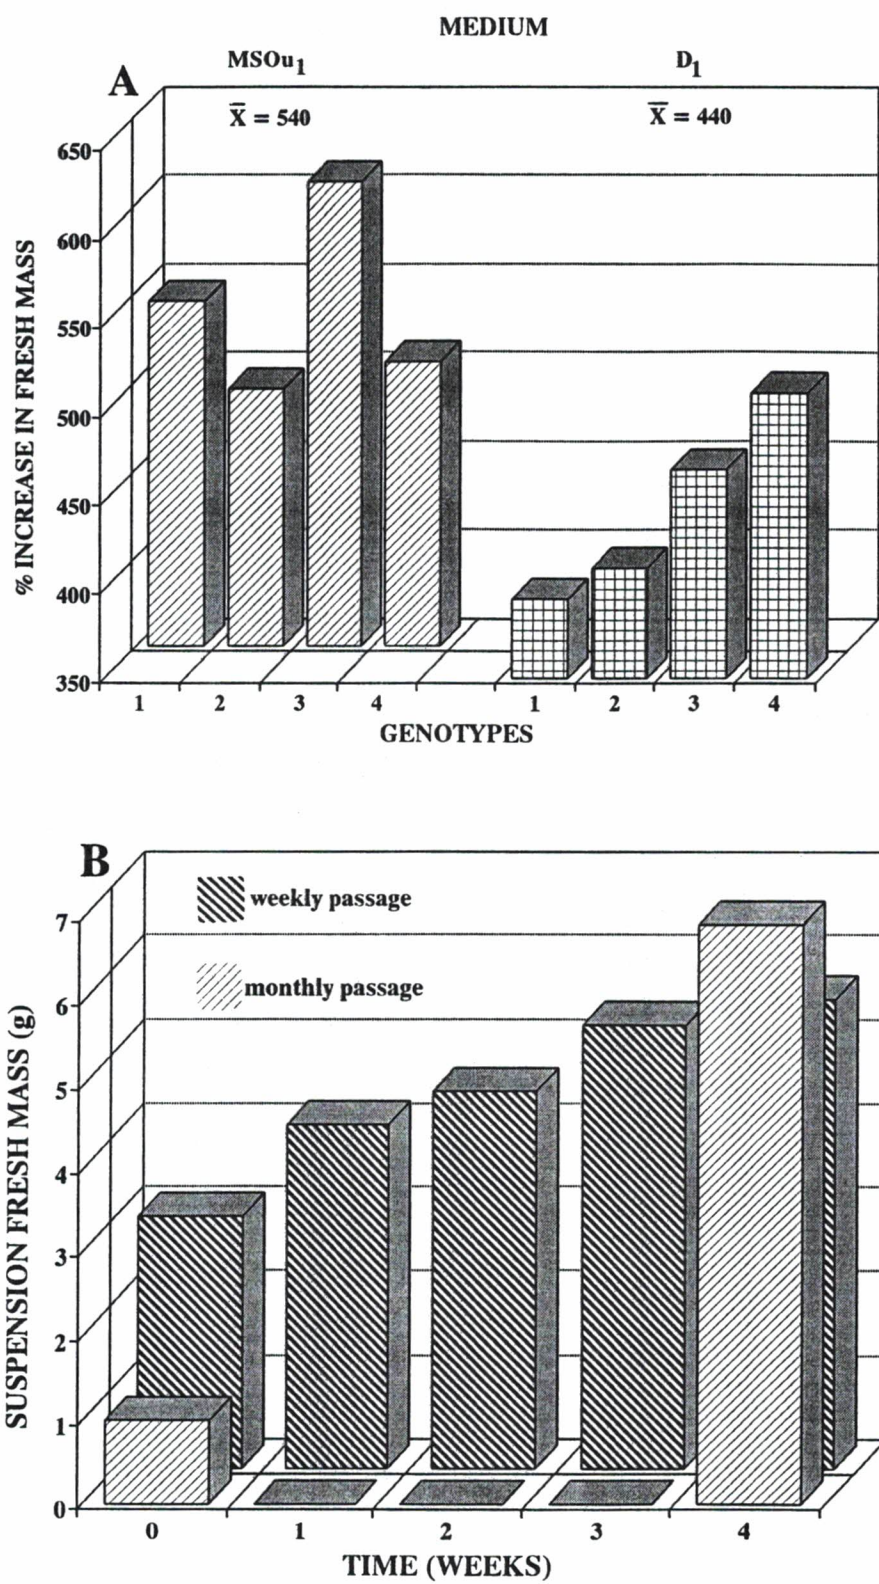 MEDIUM
MSOu1 D1
A
X̄ = 540 X̄ = 440
650
600
550
500
450
400
350
% INCREASE IN FRESH MASS
1 2 3 4 1 2 3 4
GENOTYPES
B
weekly passage
monthly passage
7
6
5
4
3
2
1
0
SUSPENSION FRESH MASS (g)
0 1 2 3 4
TIME (WEEKS)